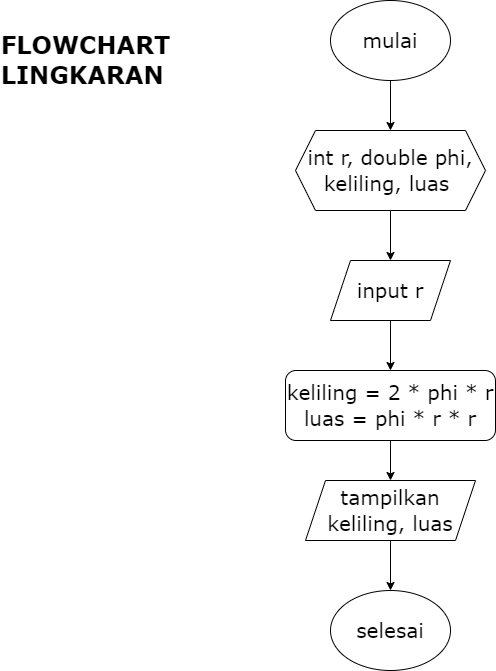 FLOWCHART
LINGKARAN
mulai
int r, double phi,
keliling, luas
input r
keliling = 2 * phi * r
luas = phi * r * r
tampilkan
keliling, luas
selesai